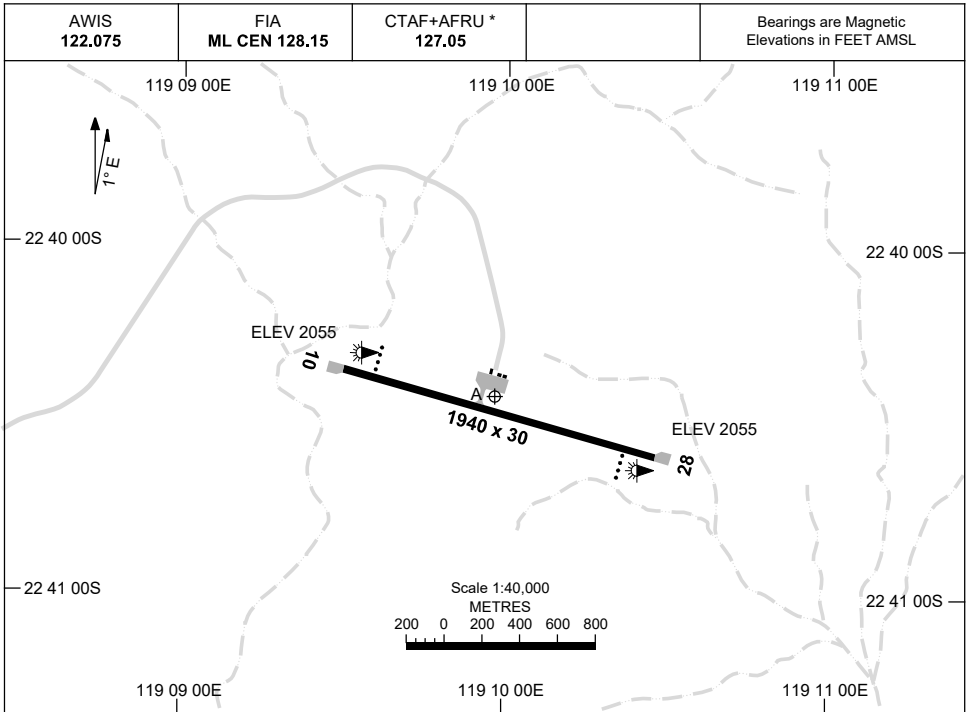 AWIS
122.075
FIA
ML CEN 128.15
CTAF+AFRU *
127.05
Bearings are Magnetic
Elevations in FEET AMSL
119 09 00E
119 10 00E
119 11 00E
1° E
22 40 00S
22 40 00S
ELEV 2055
10
A
1940 x 30
ELEV 2055
28
22 41 00S
22 41 00S
Scale 1:40,000
METRES
200 0 200 400 600 800
119 09 00E
119 10 00E
119 11 00E